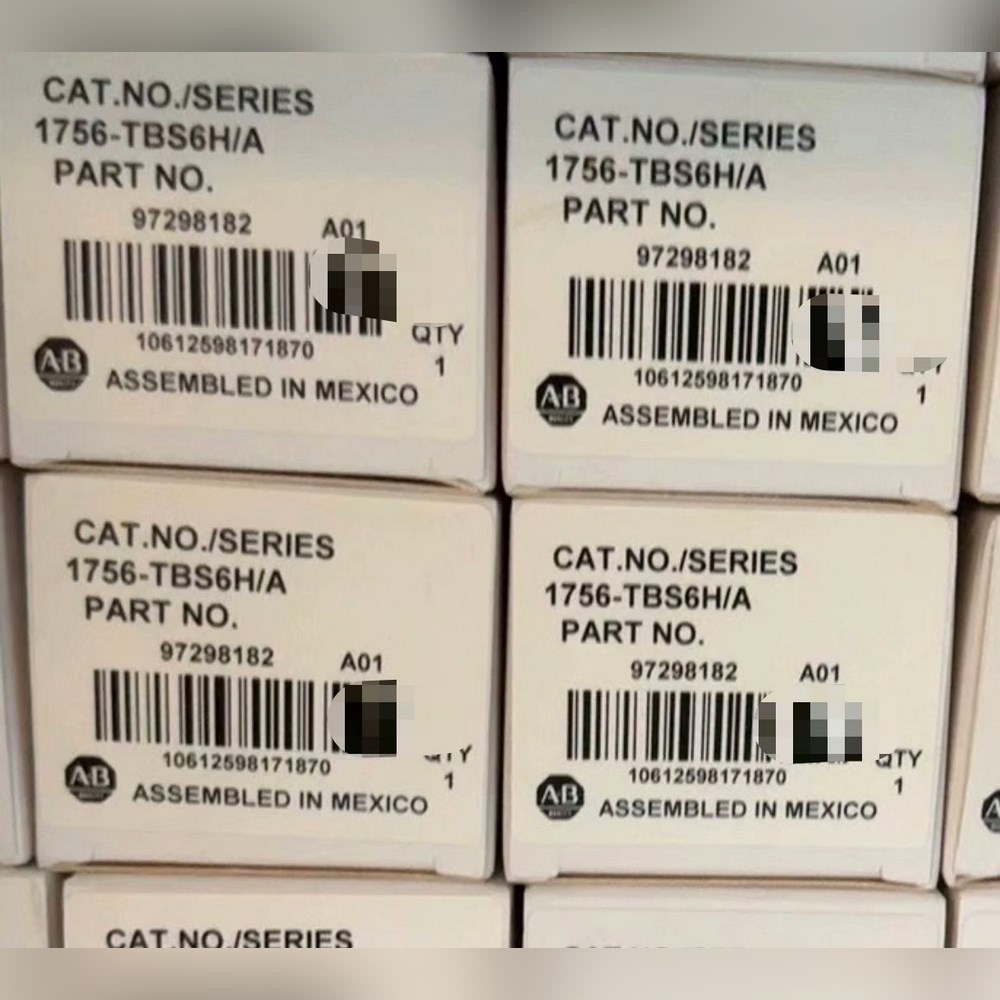 CAT.NO./SERIES
1756-TBS6H/A
PART NO.
97298182 A01
QTY
10612598171870
1
AB
ASSEMBLED IN MEXICO
CAT.NO./SERIES
1756-TBS6H/A
PART NO.
97298182 A01
10612598171870
1
AB
ASSEMBLED IN MEXICO
CAT.NO./SERIES
1756-TBS6H/A
PART NO.
97298182 A01
QTY
10612598171870
1
AB
ASSEMBLED IN MEXICO
CAT.NO./SERIES
1756-TBS6H/A
PART NO.
97298182 A01
QTY
10612598171870
1
AB
ASSEMBLED IN MEXICO
CAT.NO./SERIES